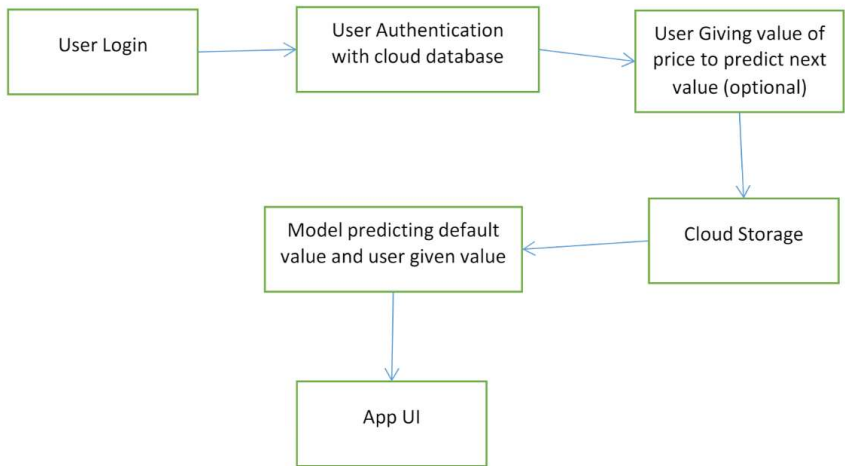 User Login
User Authentication
with cloud database
User Giving value of
price to predict next
value (optional)
Cloud Storage
Model predicting default
value and user given value
App UI